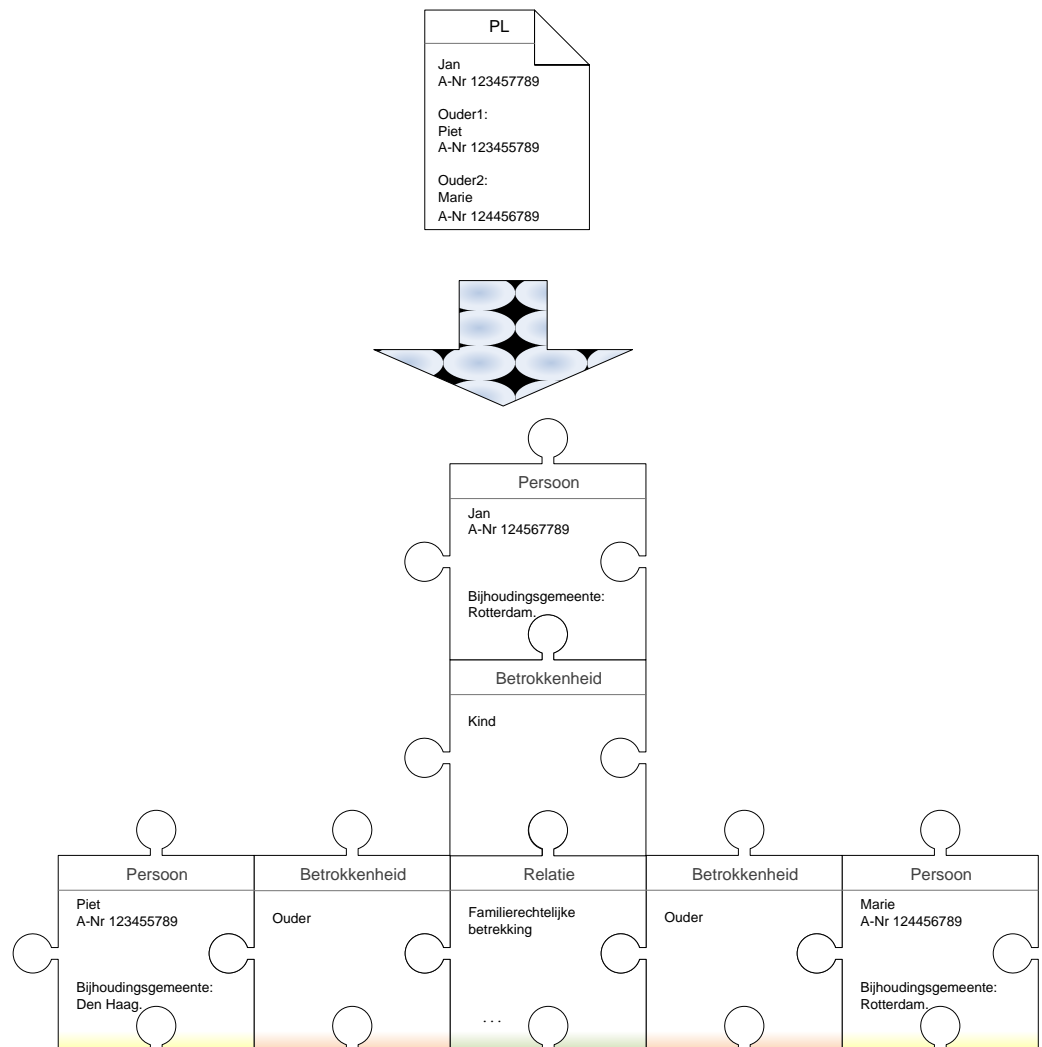 PL
Jan
A-Nr 123457789
Ouder1:
Piet
A-Nr 123455789
Ouder2:
Marie
A-Nr 124456789
Persoon
Jan
A-Nr 124567789
Bijhoudingsgemeente:
Rotterdam.
Betrokkenheid
Kind
Persoon
Piet
A-Nr 123455789
Bijhoudingsgemeente:
Den Haag.
Betrokkenheid
Ouder
Relatie
Familierechtelijke
betrekking
. . .
Betrokkenheid
Ouder
Persoon
Marie
A-Nr 124456789
Bijhoudingsgemeente:
Rotterdam.